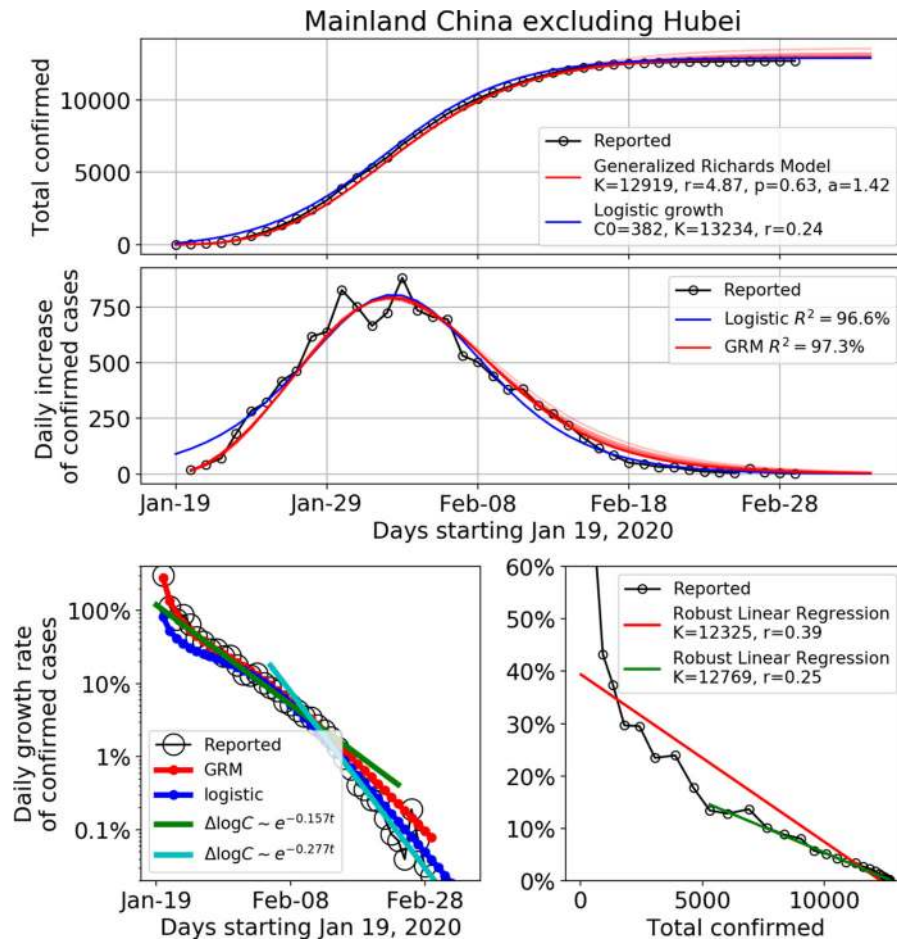 Mainland China excluding Hubei
Total confirmed
10000
5000
0
Reported
Generalized Richards Model
K=12919, r=4.87, p=0.63, a=1.42
Logistic growth
C0=382, K=13234, r=0.24
Daily increase
of confirmed cases
750
500
250
0
Reported
Logistic R² = 96.6%
GRM R² = 97.3%
Jan-19 Jan-29 Feb-08 Feb-18 Feb-28
Days starting Jan 19, 2020
Daily growth rate
of confirmed cases
100%
10%
1%
0.1%
Reported
GRM
logistic
ΔlogC ~ e^{-0.157t}
ΔlogC ~ e^{-0.277t}
Jan-19 Feb-08 Feb-28
Days starting Jan 19, 2020
60%
50%
40%
30%
20%
10%
0%
Reported
Robust Linear Regression
K=12325, r=0.39
Robust Linear Regression
K=12769, r=0.25
0 5000 10000
Total confirmed